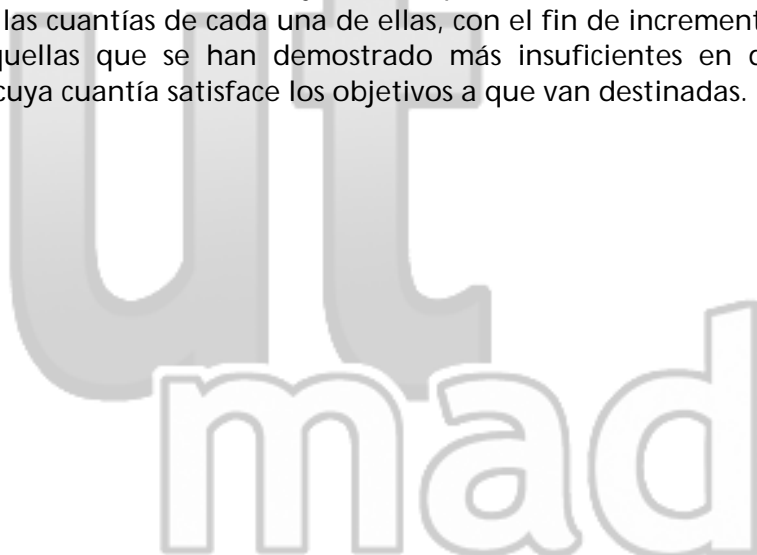 las cuantías de cada una de ellas, con el fin de increment
quellas que se han demostrado más insuficientes en
cuya cuantía satisface los objetivos a que van destinadas.
ut
mad